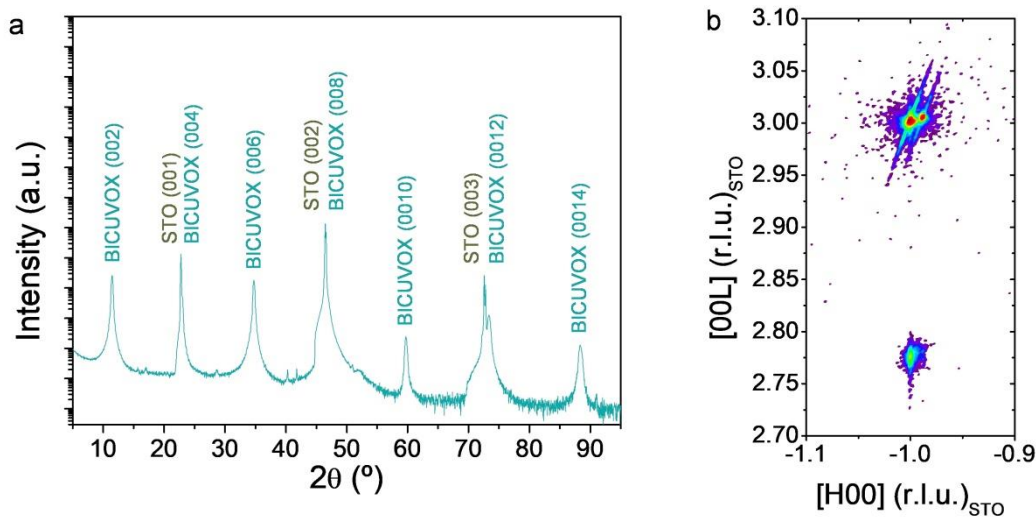 a
Intensity (a.u.)
BICUVOX (002)
STO (001)
BICUVOX (004)
BICUVOX (006)
STO (002)
BICUVOX (008)
BICUVOX (0010)
STO (003)
BICUVOX (0012)
BICUVOX (0014)
10 20 30 40 50 60 70 80 90
2θ (º)
b
[00L] (r.l.u.)STO
3.10
3.05
3.00
2.95
2.90
2.85
2.80
2.75
2.70
-1.1 -1.0 -0.9
[H00] (r.l.u.)STO